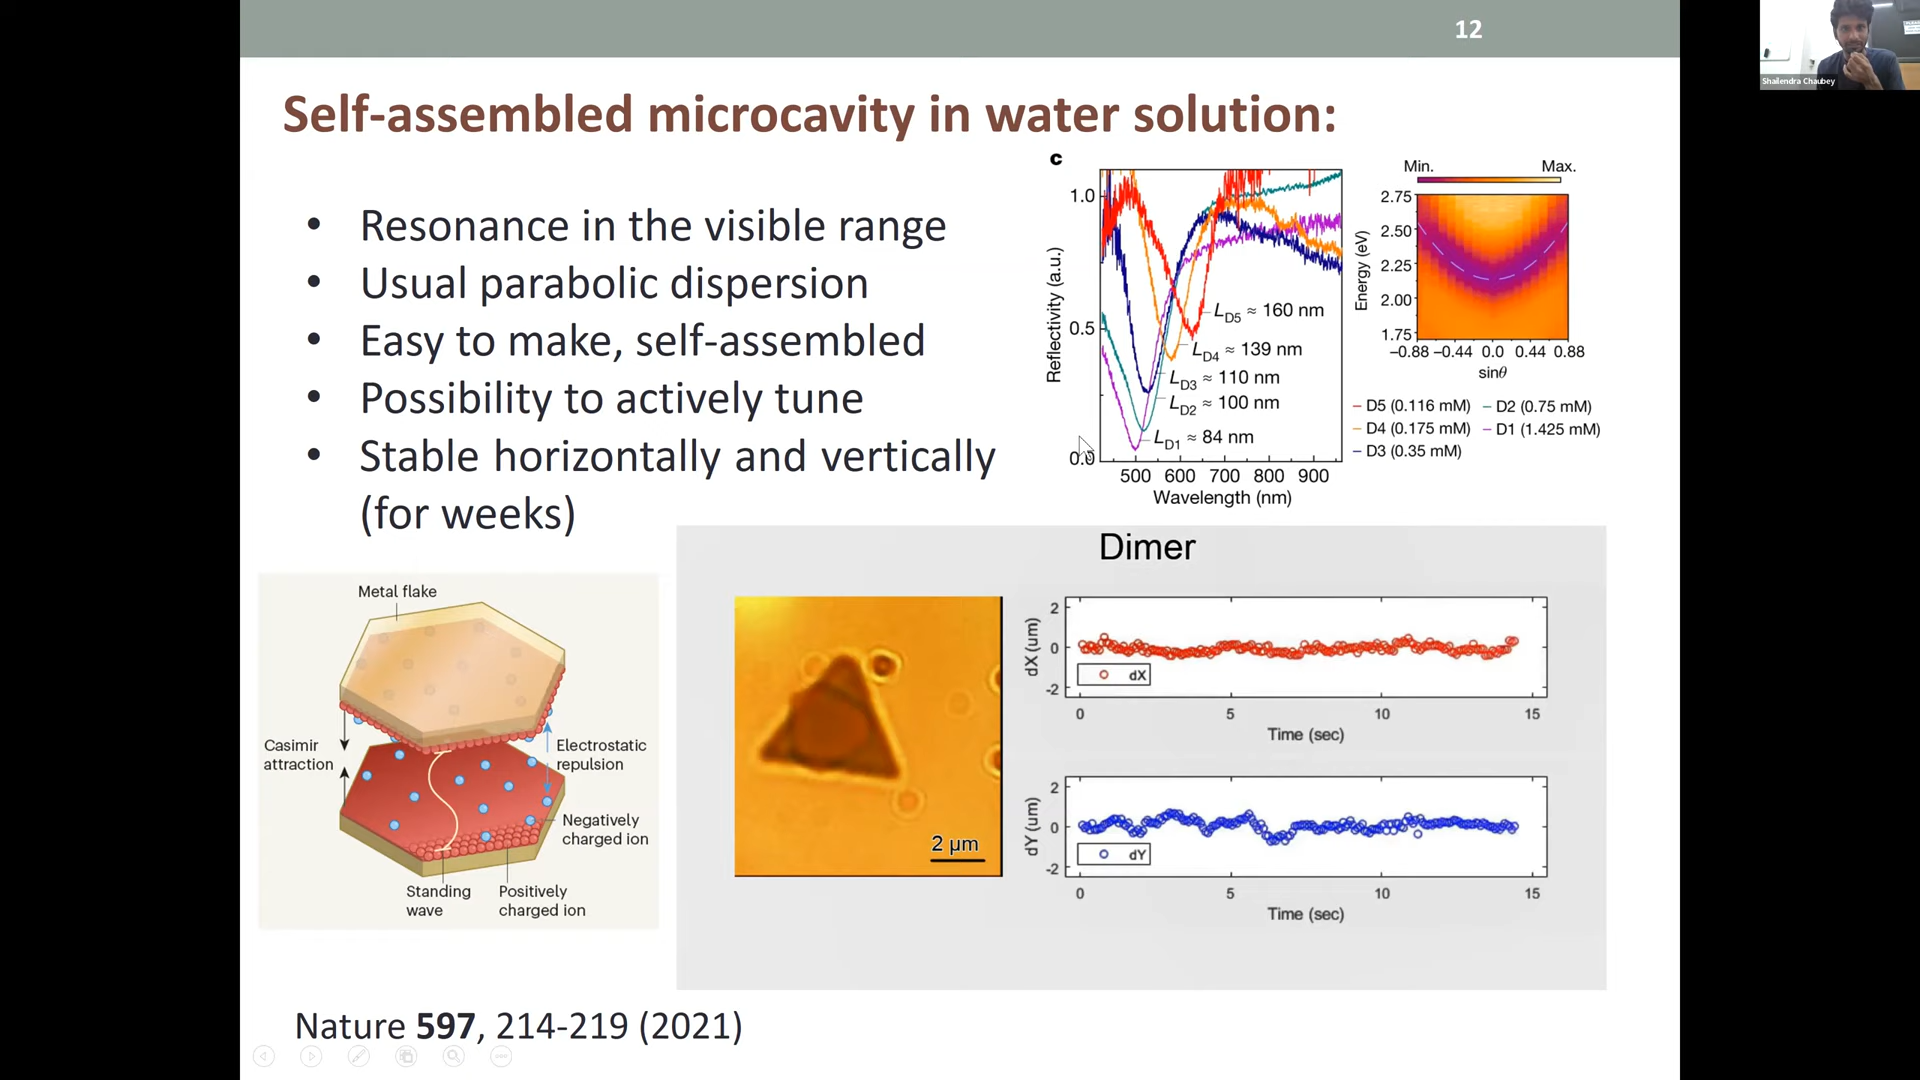 12
Shailendra Chaubey
Self-assembled microcavity in water solution:
• Resonance in the visible range
• Usual parabolic dispersion
• Easy to make, self-assembled
• Possibility to actively tune
• Stable horizontally and vertically
(for weeks)
c
Reflectivity (a.u.)
1.0
0.5
0.0
L_D5 ≈ 160 nm
L_D4 ≈ 139 nm
L_D3 ≈ 110 nm
L_D2 ≈ 100 nm
L_D1 ≈ 84 nm
500 600 700 800 900
Wavelength (nm)
Min. Max.
Energy (eV)
2.75
2.50
2.25
2.00
1.75
−0.88 −0.44 0.0 0.44 0.88
sinθ
D5 (0.116 mM) D2 (0.75 mM)
D4 (0.175 mM) D1 (1.425 mM)
D3 (0.35 mM)
Metal flake
Casimir
attraction
Electrostatic
repulsion
Negatively
charged ion
Standing
wave
Positively
charged ion
Dimer
2 µm
dX (um)
2
0
-2
dX
0 5 10 15
Time (sec)
dY (um)
2
0
-2
dY
0 5 10 15
Time (sec)
Nature 597, 214-219 (2021)